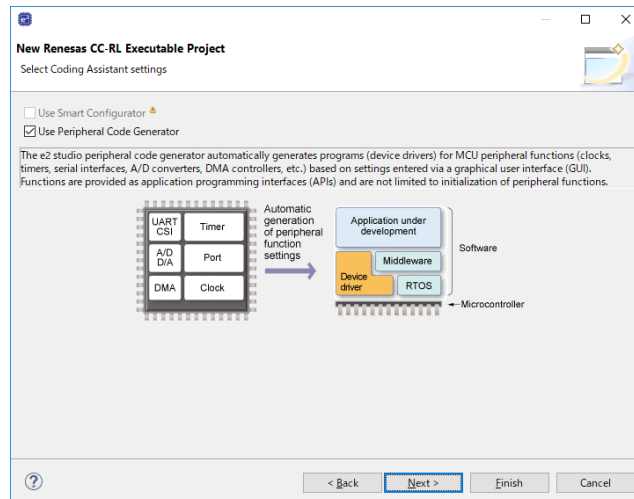 e²
New Renesas CC-RL Executable Project
Select Coding Assistant settings
Use Smart Configurator
Use Peripheral Code Generator
The e2 studio peripheral code generator automatically generates programs (device drivers) for MCU peripheral functions (clocks,
timers, serial interfaces, A/D converters, DMA controllers, etc.) based on settings entered via a graphical user interface (GUI).
Functions are provided as application programming interfaces (APIs) and are not limited to initialization of peripheral functions.
UART
CSI
Timer
A/D
D/A
Port
DMA
Clock
Automatic
generation
of peripheral
function
settings
Application under
development
Middleware
Device
driver
RTOS
Software
Microcontroller
?
< Back
Next >
Finish
Cancel